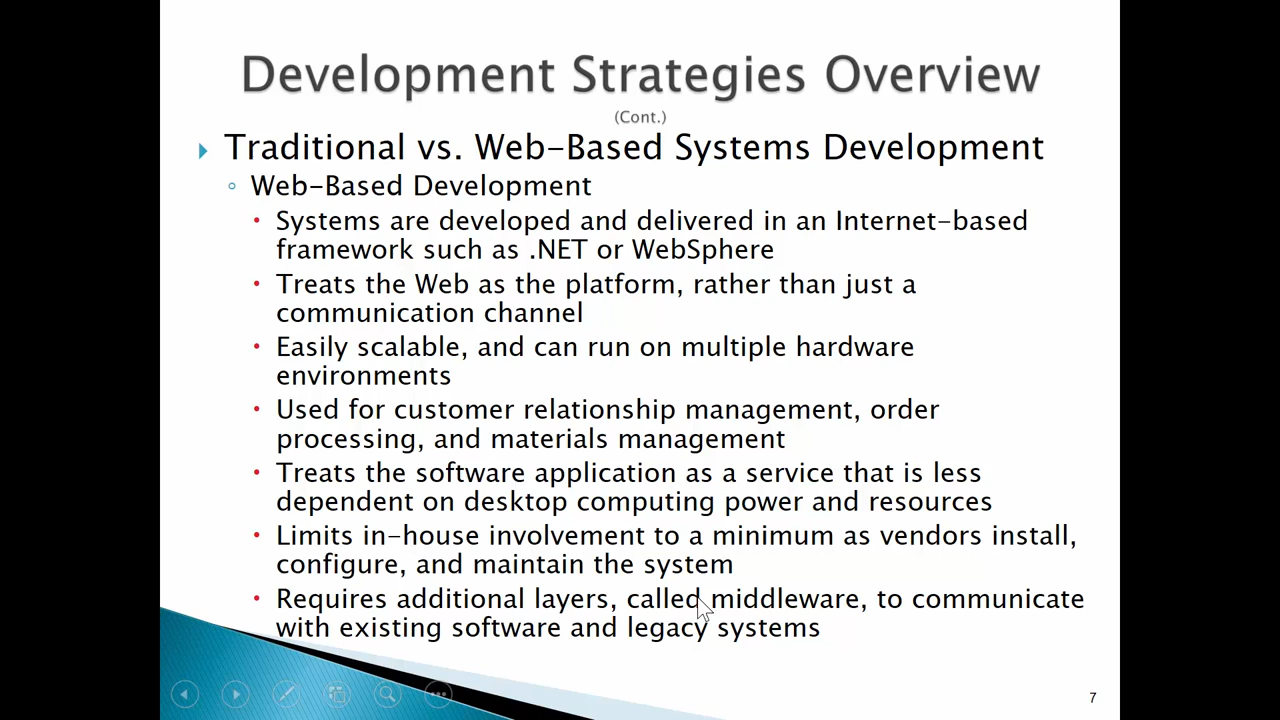 Development Strategies Overview
(Cont.)
Traditional vs. Web-Based Systems Development
Web-Based Development
Systems are developed and delivered in an Internet-based
framework such as .NET or WebSphere
Treats the Web as the platform, rather than just a
communication channel
Easily scalable, and can run on multiple hardware
environments
Used for customer relationship management, order
processing, and materials management
Treats the software application as a service that is less
dependent on desktop computing power and resources
Limits in-house involvement to a minimum as vendors install,
configure, and maintain the system
Requires additional layers, called middleware, to communicate
with existing software and legacy systems
7